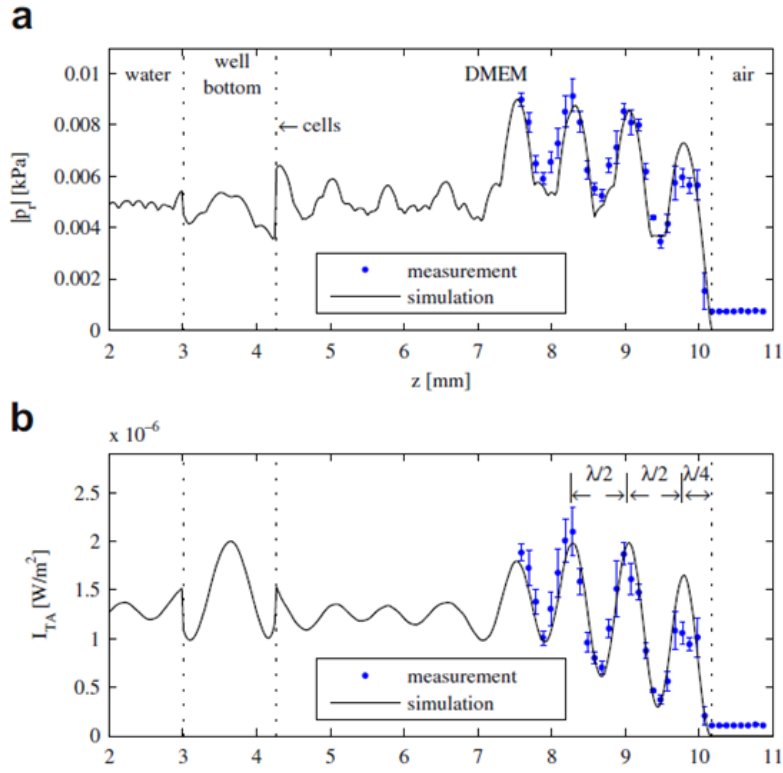 a
water
well
bottom
← cells
DMEM
air
|p_r| [kPa]
0.01
0.008
0.006
0.004
0.002
0
measurement
simulation
2 3 4 5 6 7 8 9 10 11
z [mm]
b
x 10^-6
I_TA [W/m^2]
2.5
2
1.5
1
0.5
0
λ/2 λ/2 λ/4
measurement
simulation
2 3 4 5 6 7 8 9 10 11